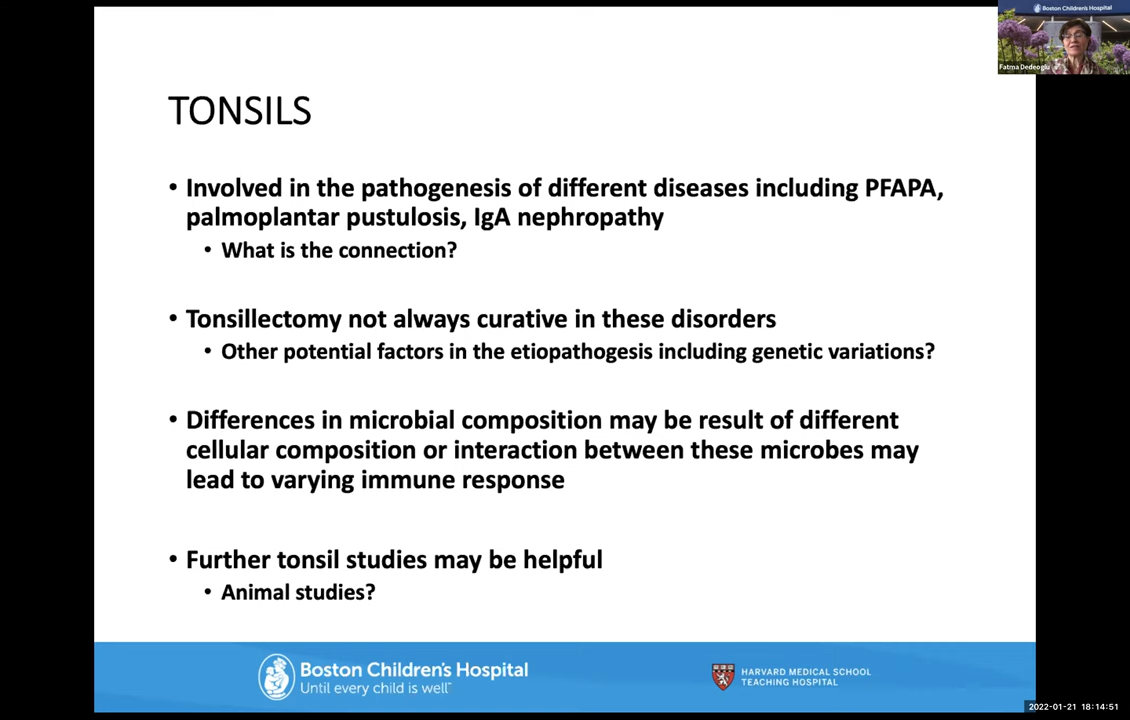 Boston Children's Hospital
Fatma Dedeoglu
TONSILS
• Involved in the pathogenesis of different diseases including PFAPA,
palmoplantar pustulosis, IgA nephropathy
• What is the connection?
• Tonsillectomy not always curative in these disorders
• Other potential factors in the etiopathogesis including genetic variations?
• Differences in microbial composition may be result of different
cellular composition or interaction between these microbes may
lead to varying immune response
• Further tonsil studies may be helpful
• Animal studies?
Boston Children's Hospital
Until every child is well™
HARVARD MEDICAL SCHOOL
TEACHING HOSPITAL
2022-01-21 18:14:51